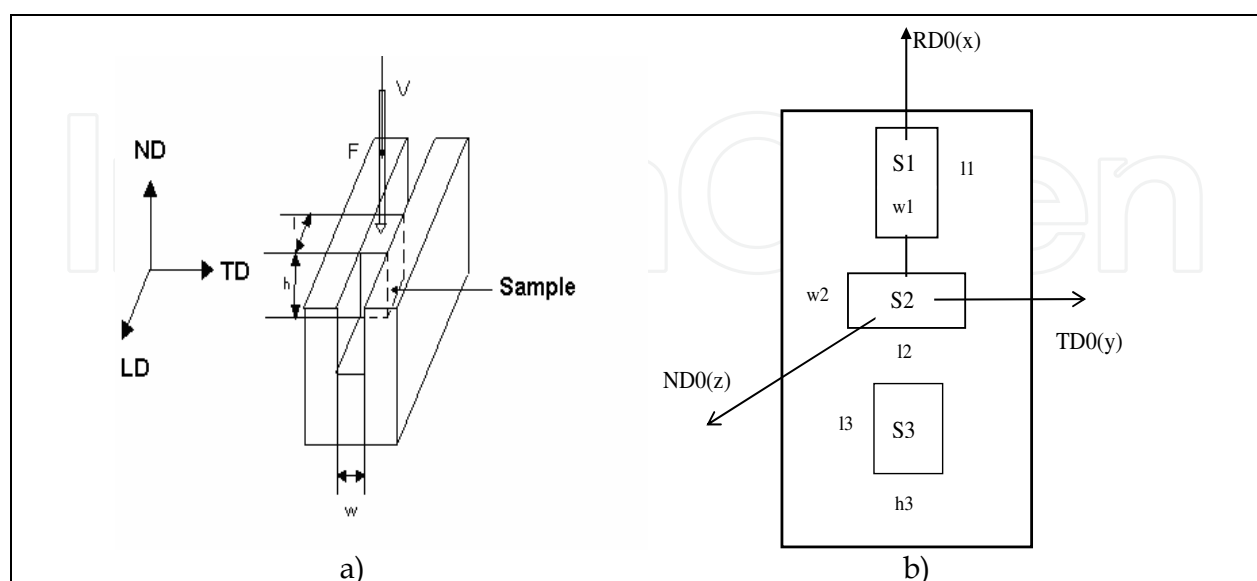 V
F
ND
TD
LD
l
h
Sample
w
a)
RD0(x)
S1
l1
w1
w2
S2
TD0(y)
l2
ND0(z)
l3
S3
h3
b)